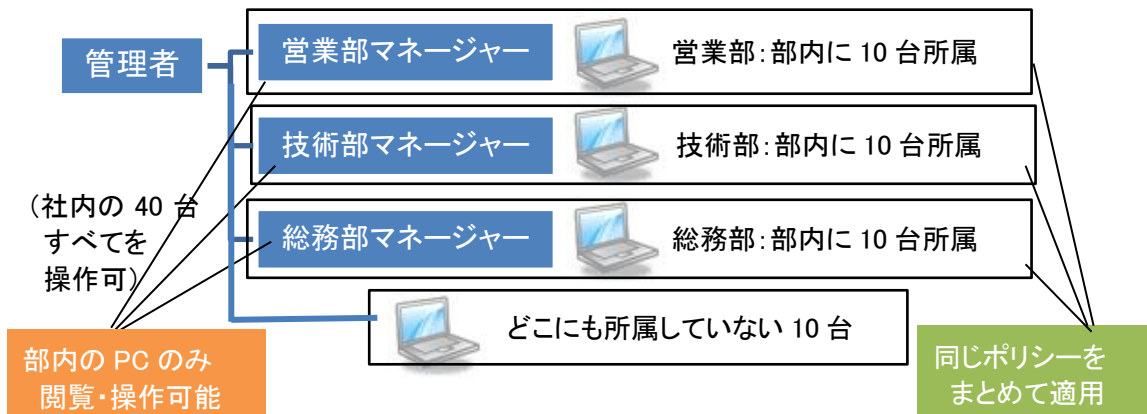 営業部マネージャー
営業部：部内に 10 台所属
管理者
技術部マネージャー
技術部：部内に 10 台所属
（社内の 40 台
すべてを
操作可）
総務部マネージャー
総務部：部内に 10 台所属
どこにも所属していない 10 台
部内の PC のみ
閲覧・操作可能
同じポリシーを
まとめて適用